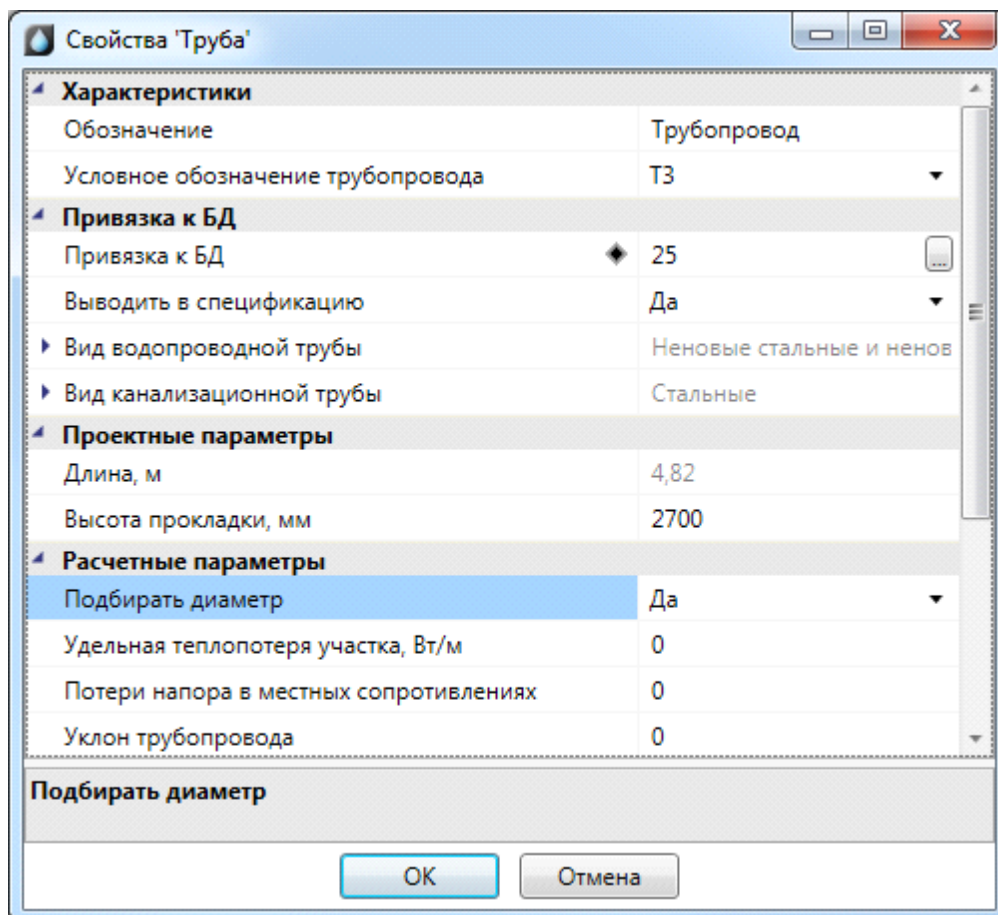 Свойства 'Труба'
Характеристики
Обозначение Трубопровод
Условное обозначение трубопровода Т3
Привязка к БД
Привязка к БД 25 ...
Выводить в спецификацию Да
Вид водопроводной трубы Неновые стальные и ненов
Вид канализационной трубы Стальные
Проектные параметры
Длина, м 4,82
Высота прокладки, мм 2700
Расчетные параметры
Подбирать диаметр Да
Удельная теплопотеря участка, Вт/м 0
Потери напора в местных сопротивлениях 0
Уклон трубопровода 0
Подбирать диаметр
ОК Отмена